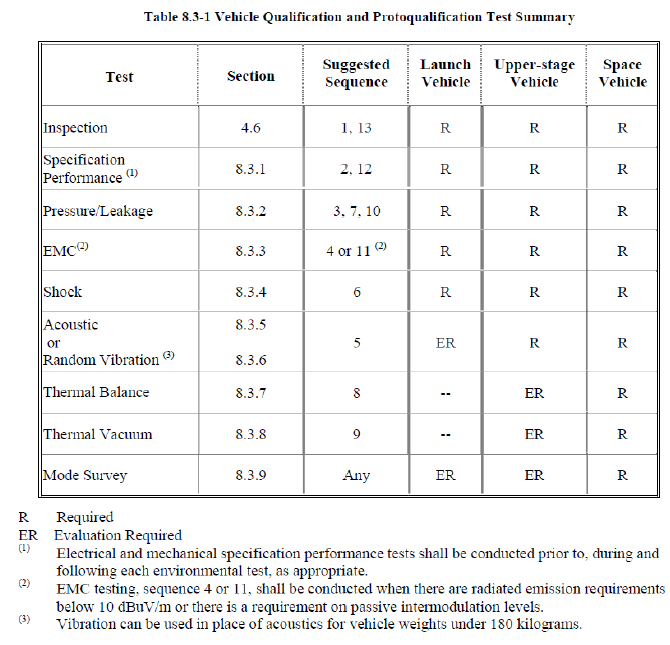 Table 8.3-1 Vehicle Qualification and Protoqualification Test Summary
Test Section Suggested Sequence Launch Vehicle Upper-stage Vehicle Space Vehicle
Inspection 4.6 1, 13 R R R
Specification Performance (1) 8.3.1 2, 12 R R R
Pressure/Leakage 8.3.2 3, 7, 10 R R R
EMC(2) 8.3.3 4 or 11 (2) R R R
Shock 8.3.4 6 R R R
Acoustic or Random Vibration (3) 8.3.5 8.3.6 5 ER R R
Thermal Balance 8.3.7 8 -- ER R
Thermal Vacuum 8.3.8 9 -- ER R
Mode Survey 8.3.9 Any ER ER R
R Required
ER Evaluation Required
(1) Electrical and mechanical specification performance tests shall be conducted prior to, during and
following each environmental test, as appropriate.
(2) EMC testing, sequence 4 or 11, shall be conducted when there are radiated emission requirements
below 10 dBuV/m or there is a requirement on passive intermodulation levels.
(3) Vibration can be used in place of acoustics for vehicle weights under 180 kilograms.